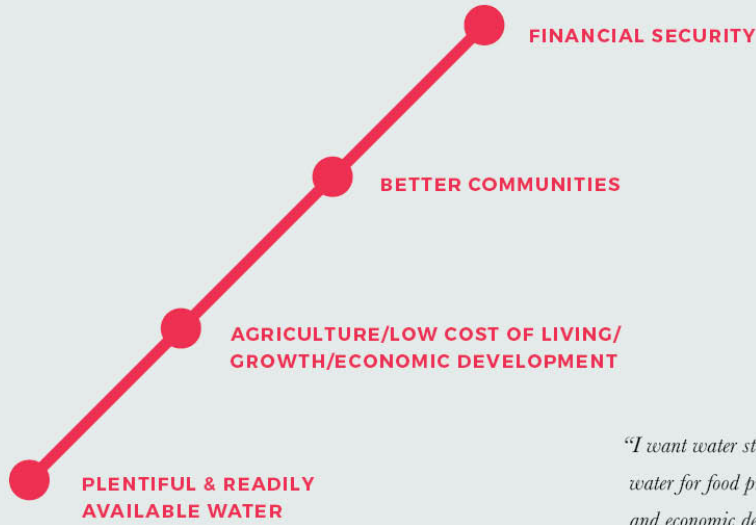 FINANCIAL SECURITY
BETTER COMMUNITIES
AGRICULTURE/LOW COST OF LIVING/
GROWTH/ECONOMIC DEVELOPMENT
PLENTIFUL & READILY
AVAILABLE WATER
“I want water
water for food
and economic